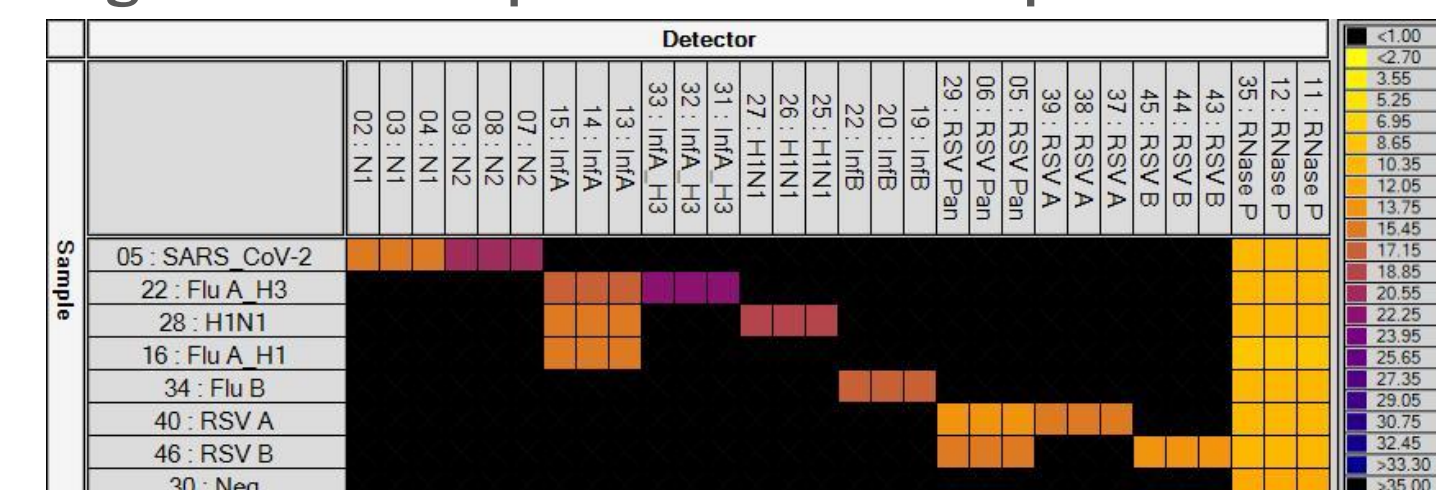 Detector
Sample
02 : N1
03 : N1
04 : N1
09 : N2
08 : N2
07 : N2
15 : InfA
14 : InfA
13 : InfA
33 : InfA_H3
32 : InfA_H3
31 : InfA_H3
27 : H1N1
26 : H1N1
25 : H1N1
22 : InfB
20 : InfB
19 : InfB
29 : RSV Pan
06 : RSV Pan
05 : RSV Pan
39 : RSV A
38 : RSV A
37 : RSV A
45 : RSV B
44 : RSV B
43 : RSV B
35 : RNase P
12 : RNase P
11 : RNase P
05 : SARS_CoV-2
22 : Flu A_H3
28 : H1N1
16 : Flu A_H1
34 : Flu B
40 : RSV A
46 : RSV B
30 : Neg
<1.00
<2.70
3.55
5.25
6.95
8.65
10.35
12.05
13.75
15.45
17.15
18.85
20.55
22.25
23.95
25.65
27.35
29.05
30.75
32.45
>33.30
>35.00